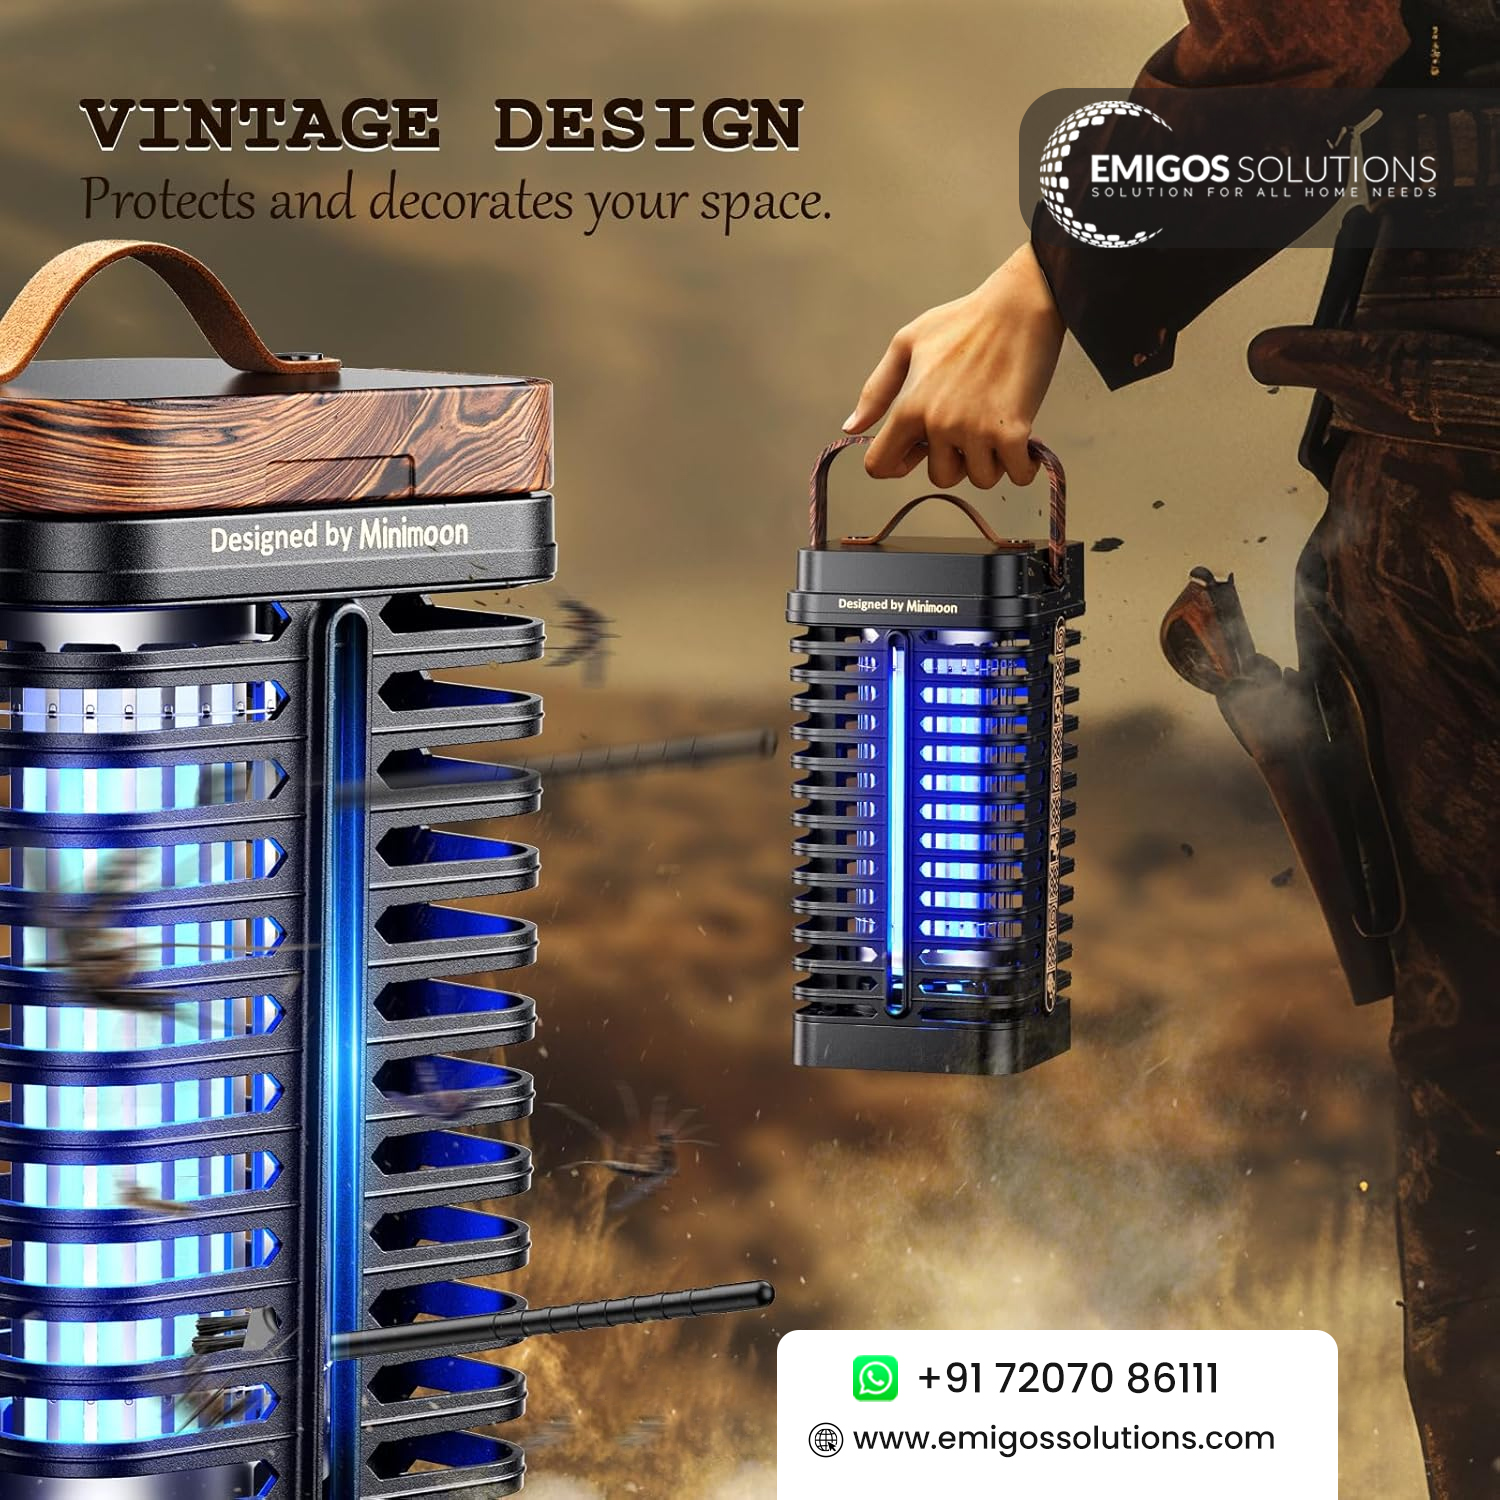 VINTAGE DESIGN
Protects and decorates your space.
EMIGOS SOLUTIONS
SOLUTION FOR ALL HOME NEEDS
Designed by Minimoon
Designed by Minimoon
+91 72070 86111
www.emigossolutions.com